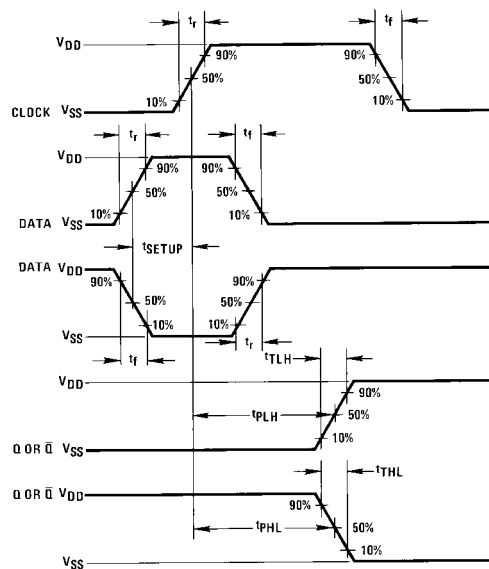 tr
tf
VDD
90%
90%
50%
50%
10%
10%
CLOCK VSS
tr
tf
VDD
90%
90%
50%
50%
10%
10%
DATA VSS
tSETUP
DATA VDD
90%
90%
50%
50%
10%
10%
VSS
tf
tr
tTLH
VDD
90%
tPLH
50%
10%
Q OR Q̅ VSS
tTHL
Q OR Q̅ VDD
90%
tPHL
50%
10%
VSS